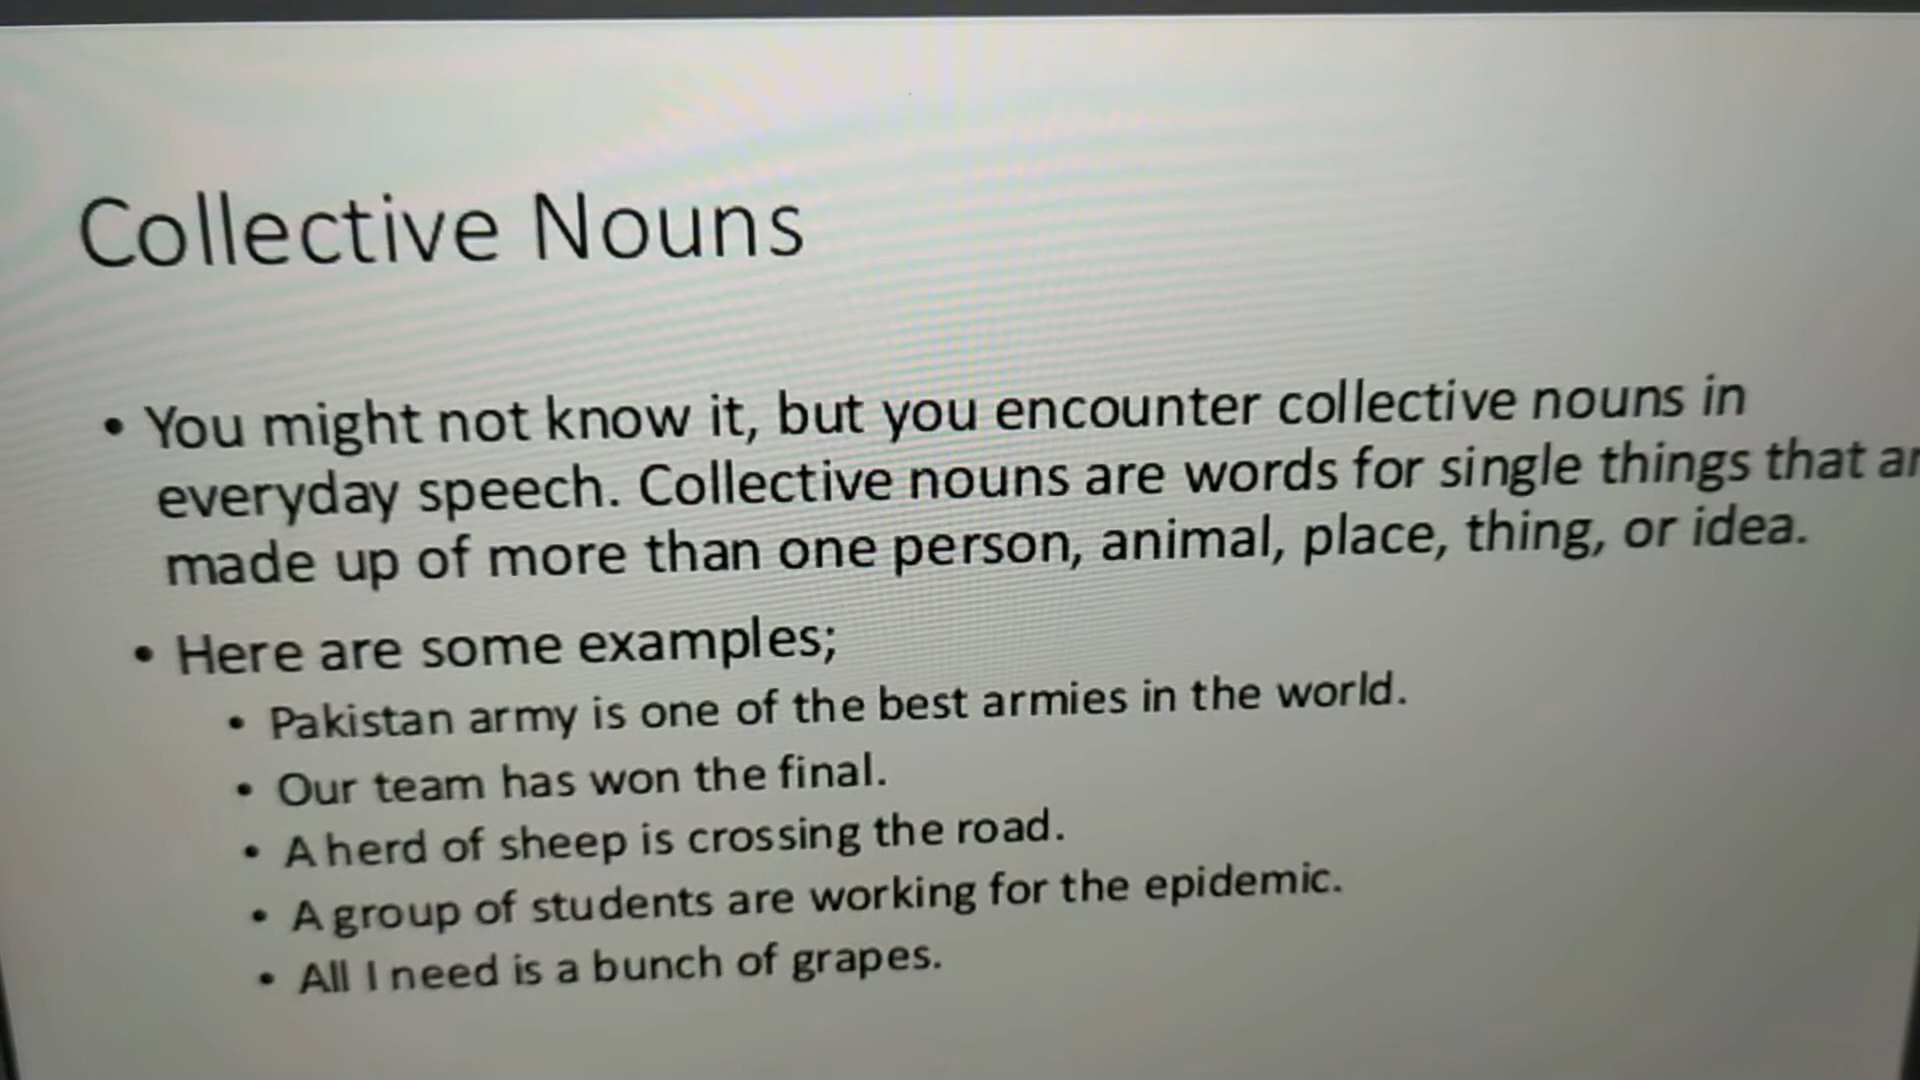 Collective Nouns
• You might not know it, but you encounter collective nouns in
everyday speech. Collective nouns are words for single things that
made up of more than one person, animal, place, thing, or idea.
• Here are some examples;
• Pakistan army is one of the best armies in the world.
• Our team has won the final.
• A herd of sheep is crossing the road.
• A group of students are working for the epidemic.
• All I need is a bunch of grapes.